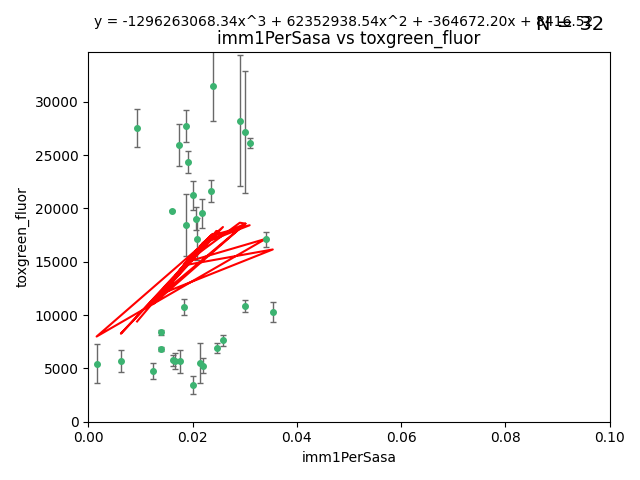 y = -1296263068.34x^3 + 62352938.54x^2 + -364672.20x + 8416.52
N = 32
imm1PerSasa vs toxgreen_fluor
30000
25000
20000
15000
10000
5000
0
toxgreen_fluor
0.00 0.02 0.04 0.06 0.08 0.10
imm1PerSasa